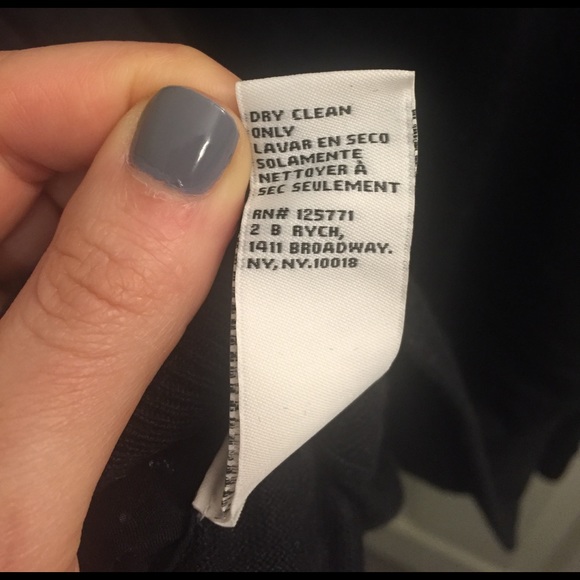 DRY CLEAN
ONLY
LAVAR EN SECO
SOLAMENTE
NETTOYER À
SEC SEULEMENT
RN# 125771
2 B RYCH,
1411 BROADWAY.
NY, NY.10018